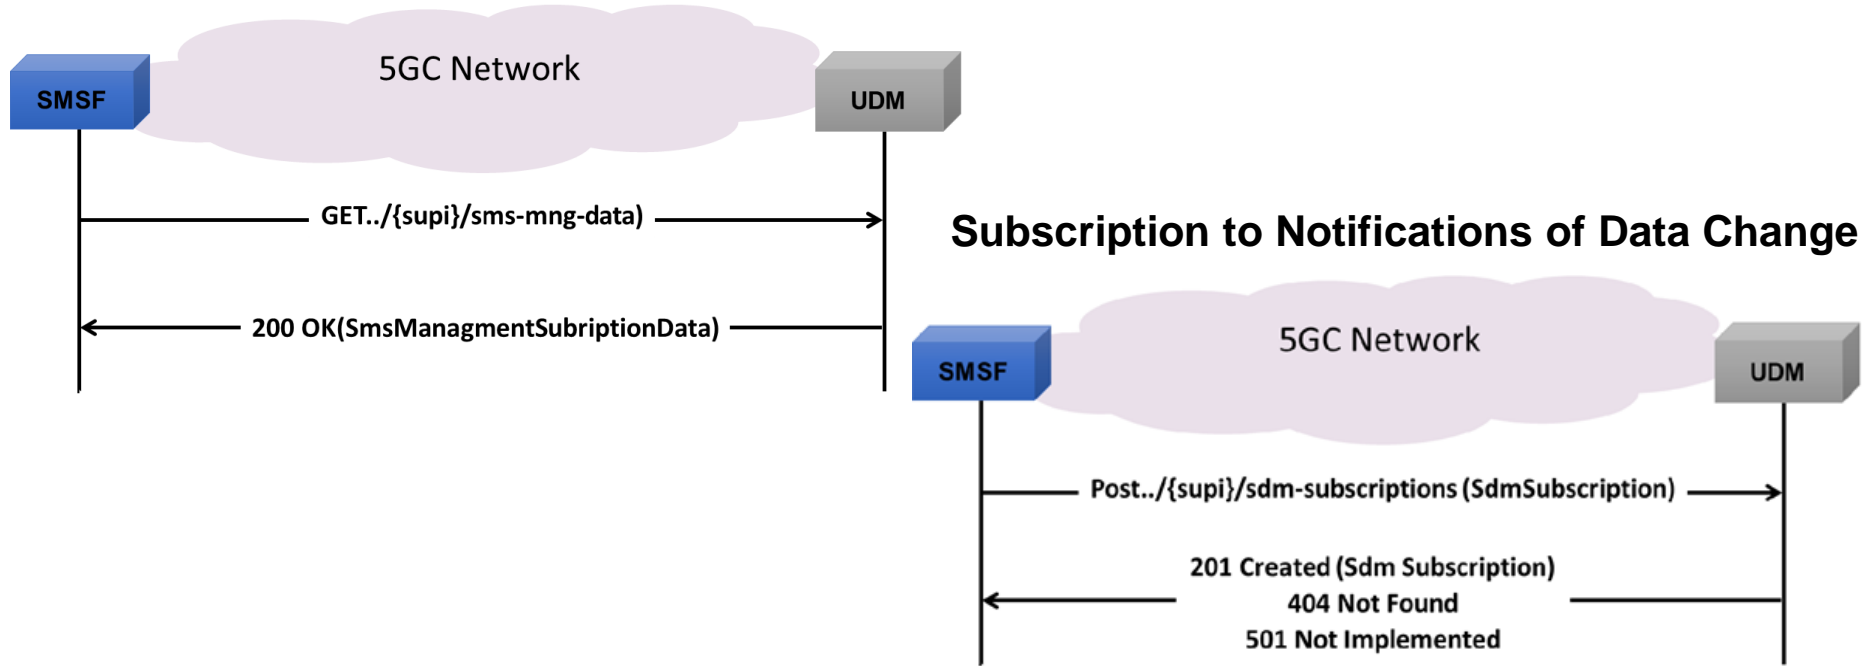 5GC Network
SMSF
UDM
GET../{supi}/sms-mng-data)
200 OK(SmsManagmentSubriptionData)
Subscription to Notifications of Data Change
5GC Network
SMSF
UDM
Post../{supi}/sdm-subscriptions (SdmSubscription)
201 Created (Sdm Subscription)
404 Not Found
501 Not Implemented